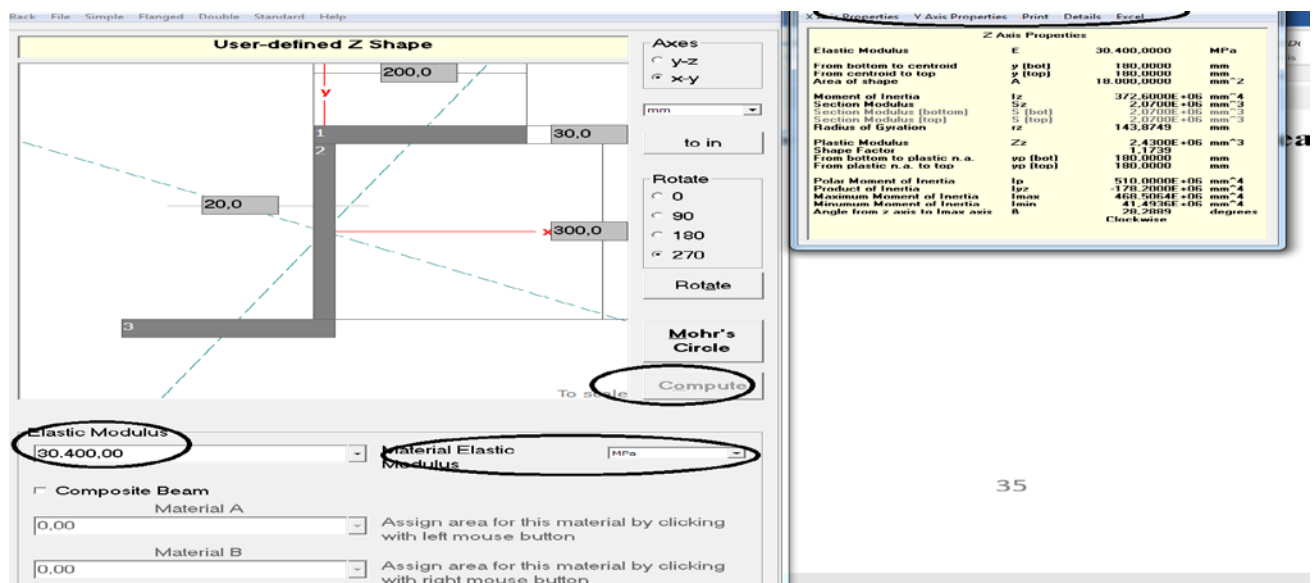 Back File Simple Flanged Double Standard Help
User-defined Z Shape
200,0
y
1
30,0
2
20,0
x
300,0
3
To scale
Axes
y-z
x-y
mm
to in
Rotate
0
90
180
270
Rotate
Mohr's
Circle
Compute
Elastic Modulus
30.400,00
Material Elastic
Modulus
MPa
Composite Beam
Material A
0,00
Assign area for this material by clicking
with left mouse button
Material B
0,00
Assign area for this material by clicking
with right mouse button
X Axis Properties Y Axis Properties Print Details Excel
Z Axis Properties
Elastic Modulus E 30.400,0000 MPa
From bottom to centroid y (bot) 180,0000 mm
From centroid to top y (top) 180,0000 mm
Area of shape A 18.000,0000 mm^2
Moment of Inertia Iz 372,6000E+06 mm^4
Section Modulus Sz 2,0700E+06 mm^3
Section Modulus (bottom) S (bot) 2,0700E+06 mm^3
Section Modulus (top) S (top) 2,0700E+06 mm^3
Radius of Gyration rz 143,8749 mm
Plastic Modulus Zz 2,4300E+06 mm^3
Shape Factor 1,1739
From bottom to plastic n.a. yp (bot) 180,0000 mm
From plastic n.a. to top yp (top) 180,0000 mm
Polar Moment of Inertia Ip 510,0000E+06 mm^4
Product of Inertia Iyz -178,2000E+06 mm^4
Maximum Moment of Inertia Imax 468,5064E+06 mm^4
Minumum Moment of Inertia Imin 41,4936E+06 mm^4
Angle from z axis to Imax axis ß 28,2889 degrees
Clockwise
35